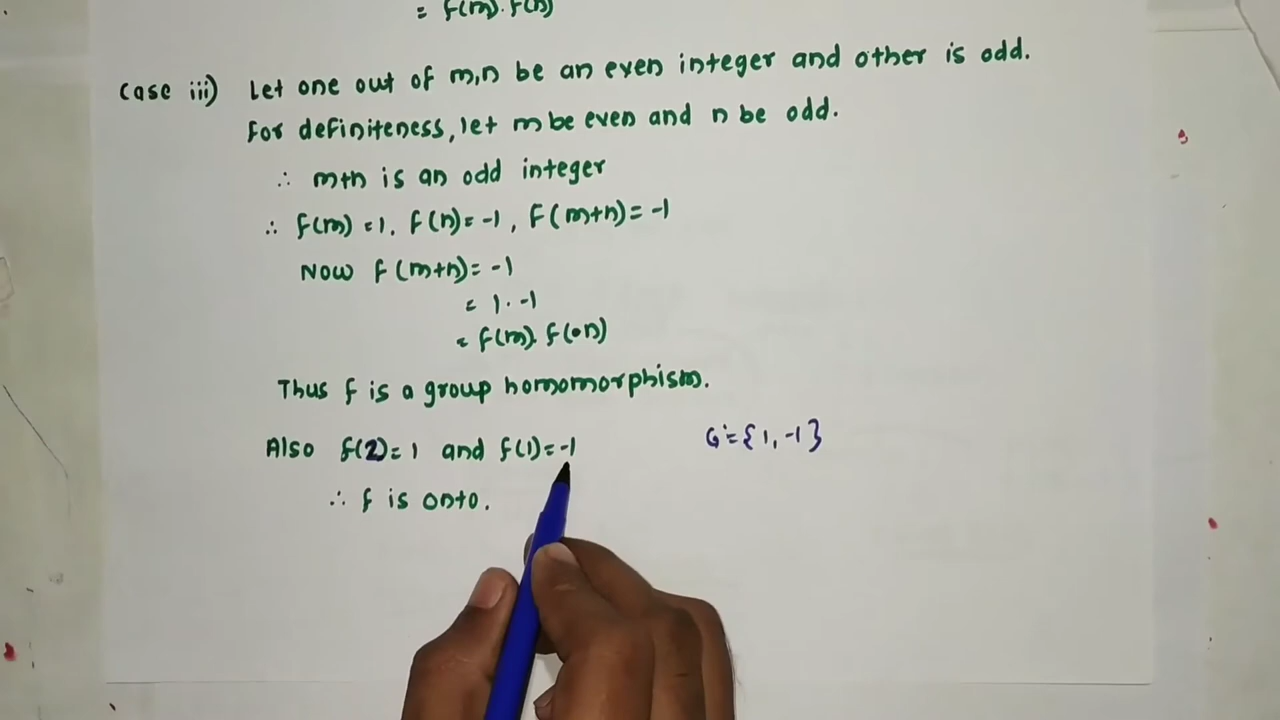 = f(m). f(n)
Case iii) Let one out of m,n be an even integer and other is odd.
For definiteness, let m be even and n be odd.
∴ m+n is an odd integer
∴ f(m) = 1, f(n) = -1, F(m+n) = -1
Now f(m+n) = -1
= 1 · -1
= f(m). f(n)
Thus f is a group homomorphism.
Also f(2) = 1 and f(1) = -1
G' = {1, -1}
∴ f is onto.